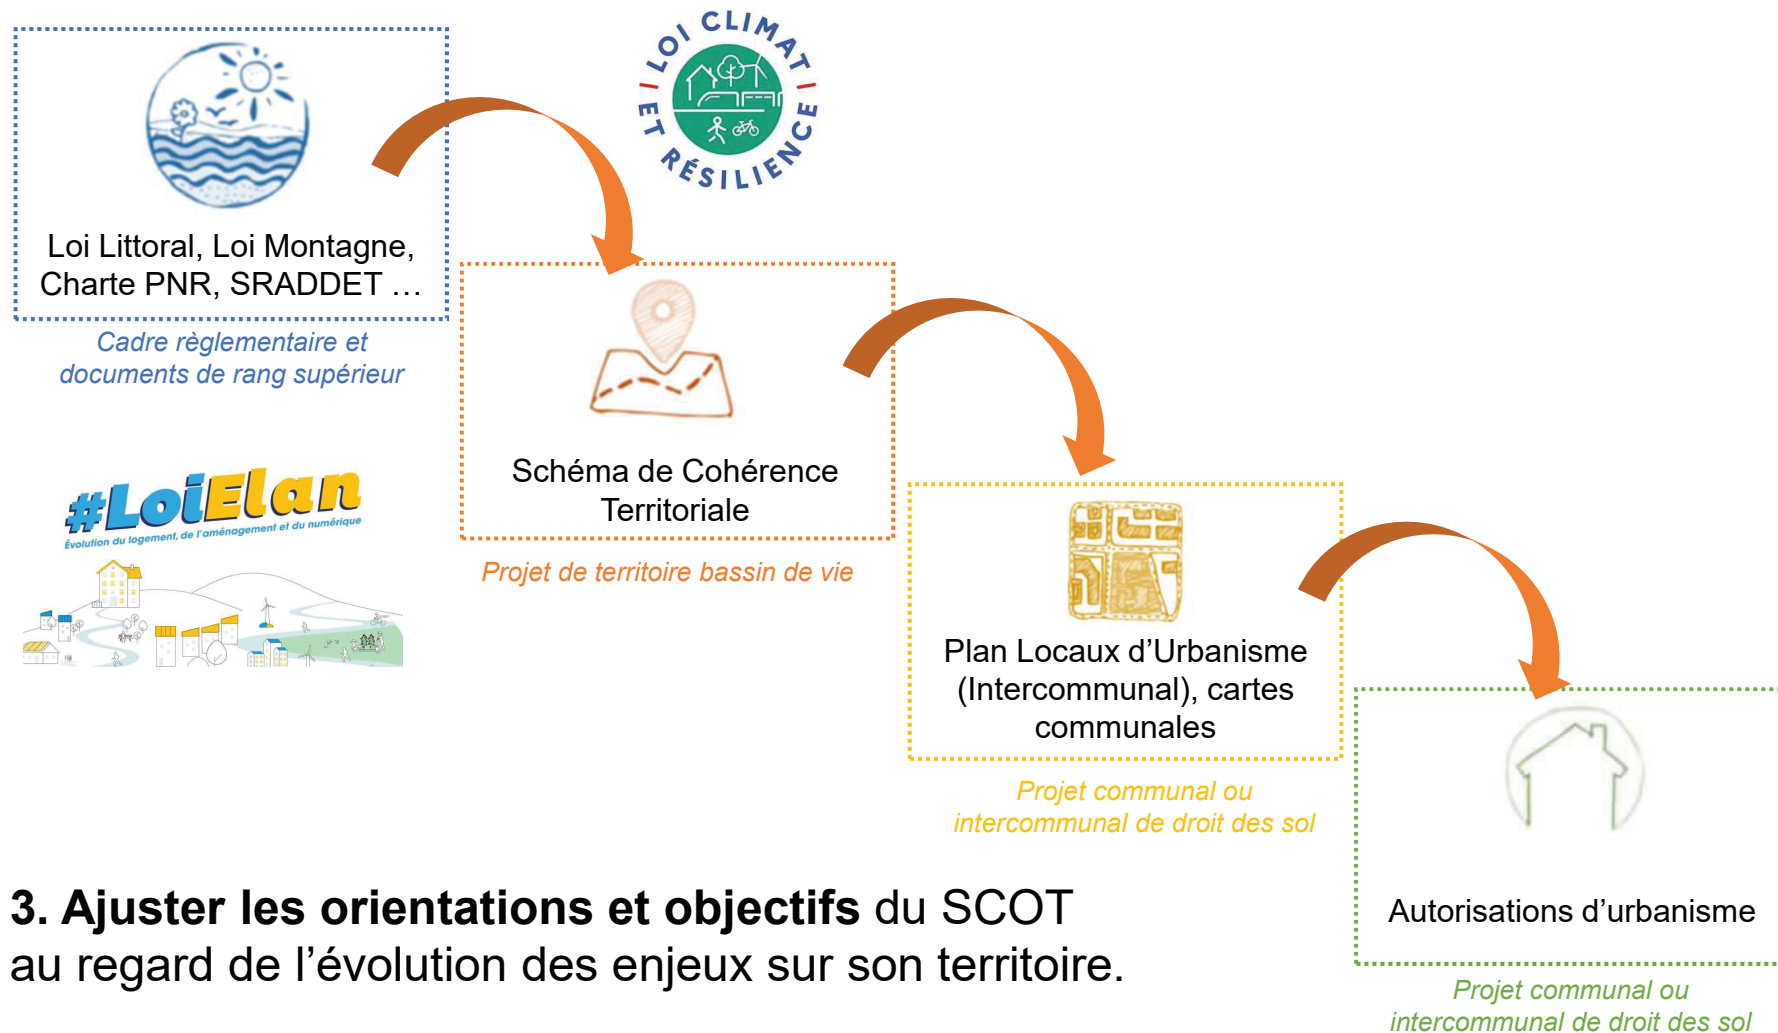 LOI CLIMAT
ET RÉSILIENCE
Loi Littoral, Loi Montagne,
Charte PNR, SRADDET …
Cadre règlementaire et
documents de rang supérieur
#LoiElan
Évolution du logement, de l'aménagement et du numérique
Schéma de Cohérence
Territoriale
Projet de territoire bassin de vie
Plan Locaux d’Urbanisme
(Intercommunal), cartes
communales
Projet communal ou
intercommunal de droit des sol
Autorisations d’urbanisme
Projet communal ou
intercommunal de droit des sol
3. Ajuster les orientations et objectifs du SCOT
au regard de l’évolution des enjeux sur son territoire.